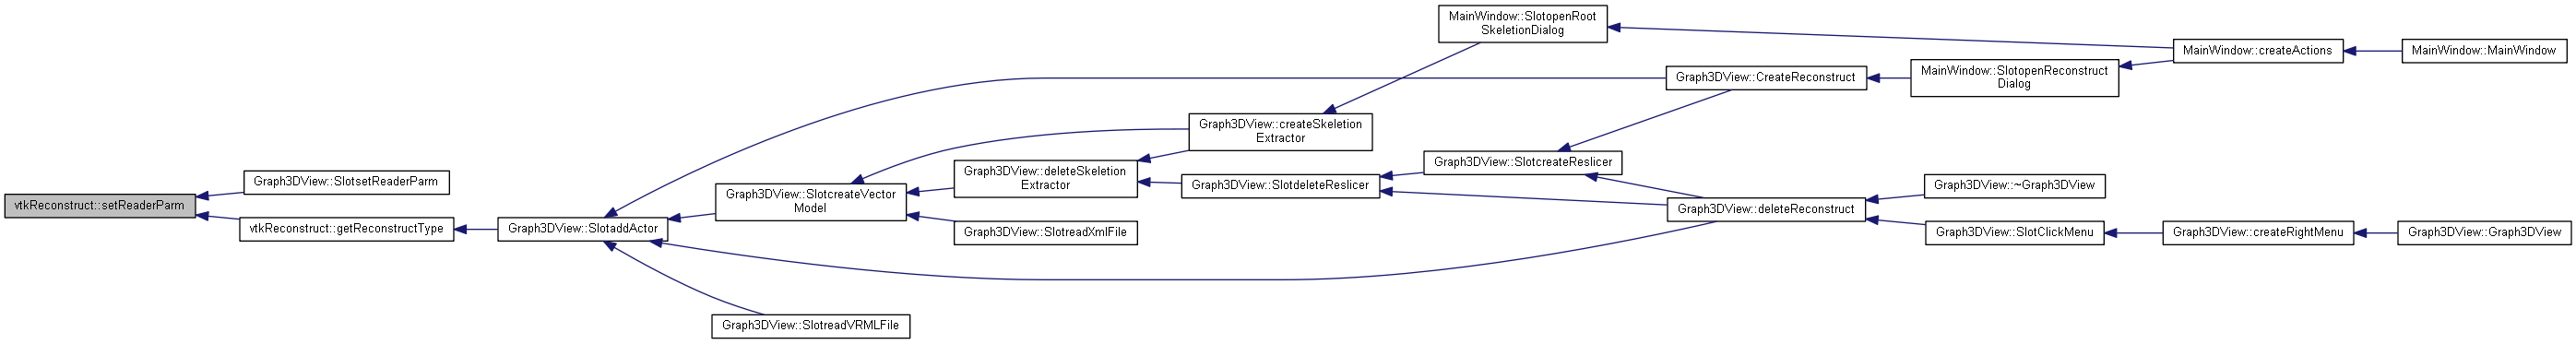 vtkReconstruct::setReaderParm
Graph3DView::SlotsetReaderParm
vtkReconstruct::getReconstructType
Graph3DView::SlotaddActor
Graph3DView::SlotcreateVector
Model
Graph3DView::SlotreadVRMLFile
Graph3DView::deleteSkeletion
Extractor
Graph3DView::SlotreadXmlFile
Graph3DView::createSkeletion
Extractor
Graph3DView::SlotdeleteReslicer
MainWindow::SlotopenRoot
SkeletionDialog
Graph3DView::SlotcreateReslicer
Graph3DView::CreateReconstruct
Graph3DView::deleteReconstruct
MainWindow::SlotopenReconstruct
Dialog
Graph3DView::~Graph3DView
Graph3DView::SlotClickMenu
MainWindow::createActions
Graph3DView::createRightMenu
MainWindow::MainWindow
Graph3DView::Graph3DView